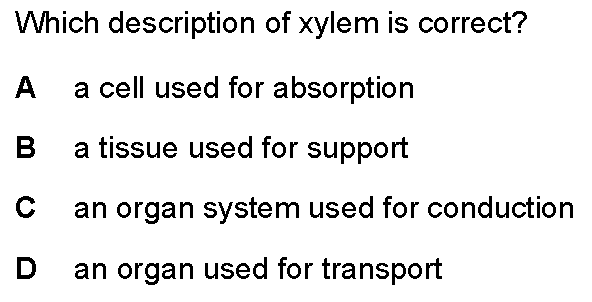 Which description of xylem is correct?
A a cell used for absorption
B a tissue used for support
C an organ system used for conduction
D an organ used for transport